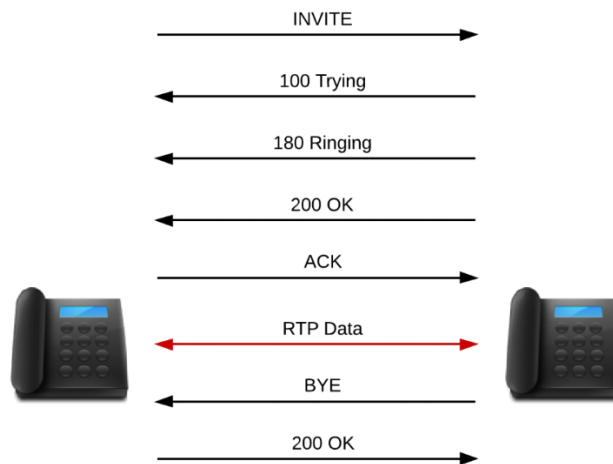 INVITE
100 Trying
180 Ringing
200 OK
ACK
RTP Data
BYE
200 OK